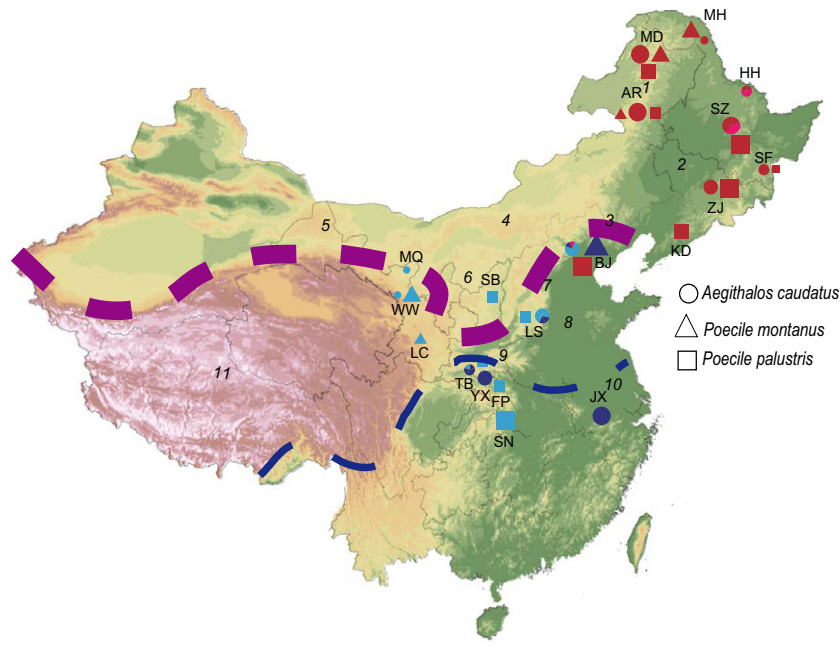 MH
MD
1
HH
AR
SZ
2
SF
ZJ
5
4
3
KD
MQ
BJ
6
SB
7
WW
LS
8
Aegithalos caudatus
Poecile montanus
LC
9
Poecile palustris
11
TB
10
YX
FP
JX
SN